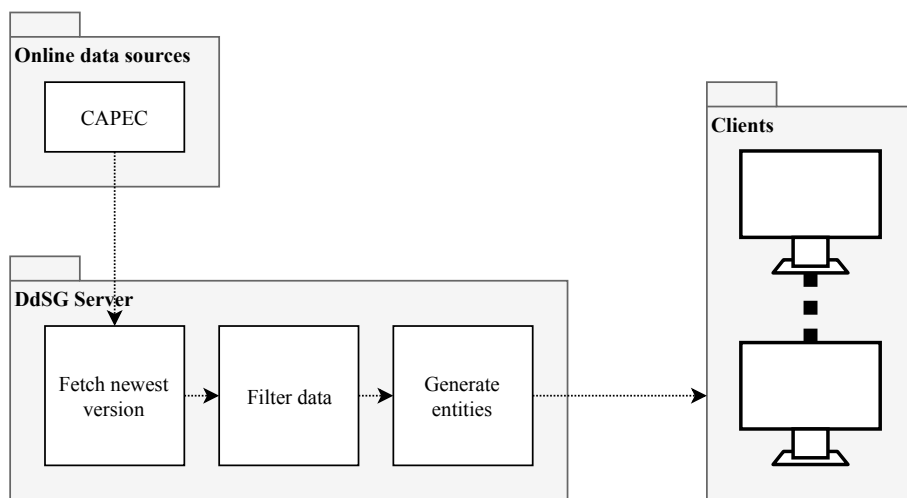 Online data sources
CAPEC
Clients
DdSG Server
Fetch newest
version
Filter data
Generate
entities